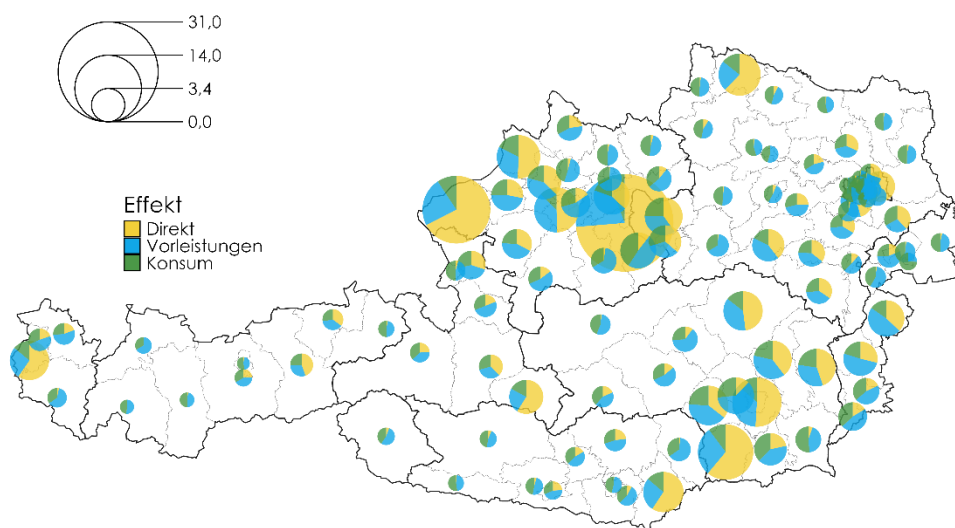 31,0
14,0
3,4
0,0
Effekt
Direkt
Vorleistungen
Konsum